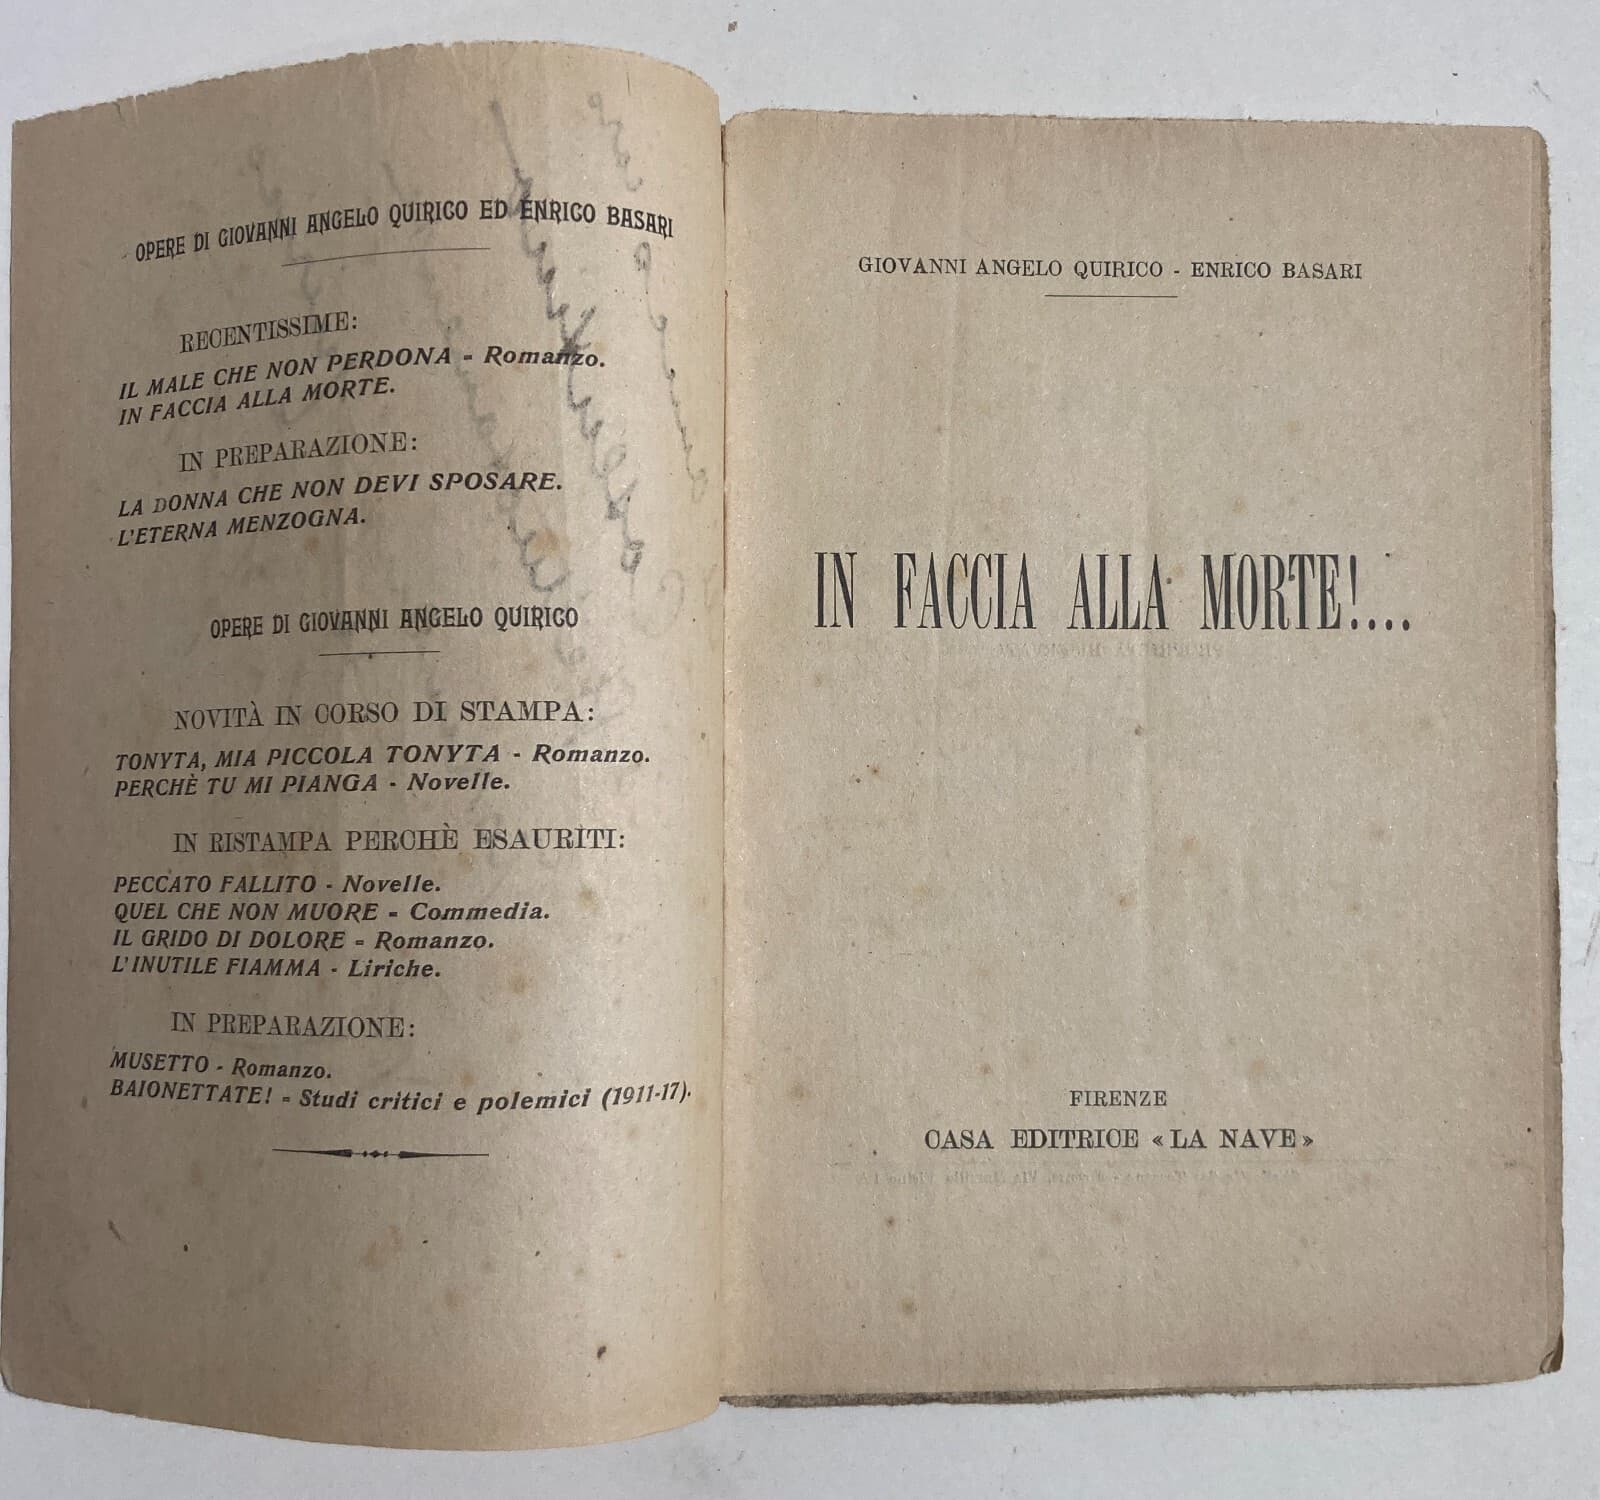 OPERE DI GIOVANNI ANGELO QUIRICO ED ENRICO BASARI
RECENTISSIME:
IL MALE CHE NON PERDONA - Romanzo.
IN FACCIA ALLA MORTE.
IN PREPARAZIONE:
LA DONNA CHE NON DEVI SPOSARE.
L'ETERNA MENZOGNA.
OPERE DI GIOVANNI ANGELO QUIRICO
NOVITÀ IN CORSO DI STAMPA:
TONYTA, MIA PICCOLA TONYTA - Romanzo.
PERCHÈ TU MI PIANGA - Novelle.
IN RISTAMPA PERCHÈ ESAURITI:
PECCATO FALLITO - Novelle.
QUEL CHE NON MUORE - Commedia.
IL GRIDO DI DOLORE - Romanzo.
L'INUTILE FIAMMA - Liriche.
IN PREPARAZIONE:
MUSETTO - Romanzo.
BAIONETTATE! - Studi critici e polemici (1911-17).
GIOVANNI ANGELO QUIRICO - ENRICO BASARI
IN FACCIA ALLA MORTE!....
FIRENZE
CASA EDITRICE « LA NAVE »